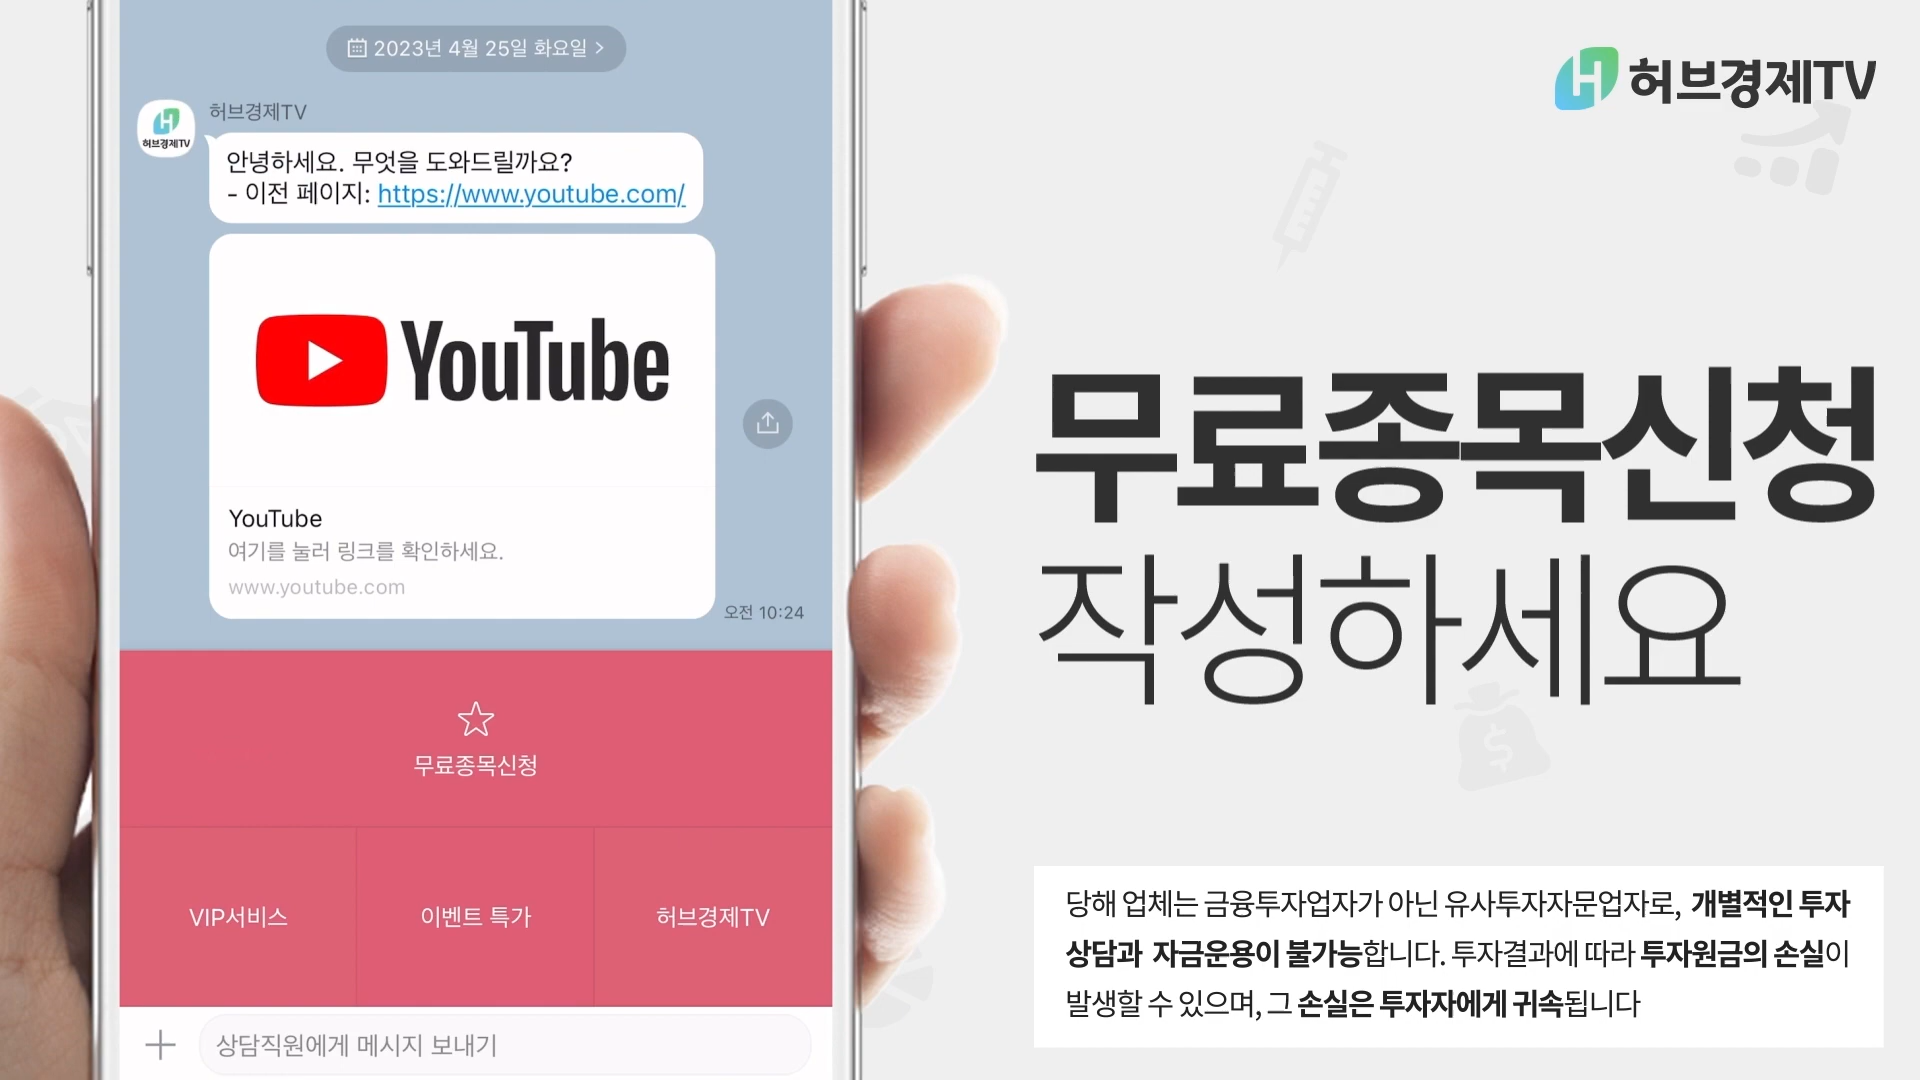 2023년 4월 25일 화요일 >
허브경제TV
허브경제TV
안녕하세요. 무엇을 도와드릴까요?
- 이전 페이지: https://www.youtube.com/
YouTube
YouTube
여기를 눌러 링크를 확인하세요.
www.youtube.com
오전 10:24
무료종목신청
VIP서비스
이벤트 특가
허브경제TV
상담직원에게 메시지 보내기
허브경제TV
무료종목신청
작성하세요
당해 업체는 금융투자업자가 아닌 유사투자자문업자로, 개별적인 투자
상담과 자금운용이 불가능합니다. 투자결과에 따라 투자원금의 손실이
발생할 수 있으며, 그 손실은 투자자에게 귀속됩니다